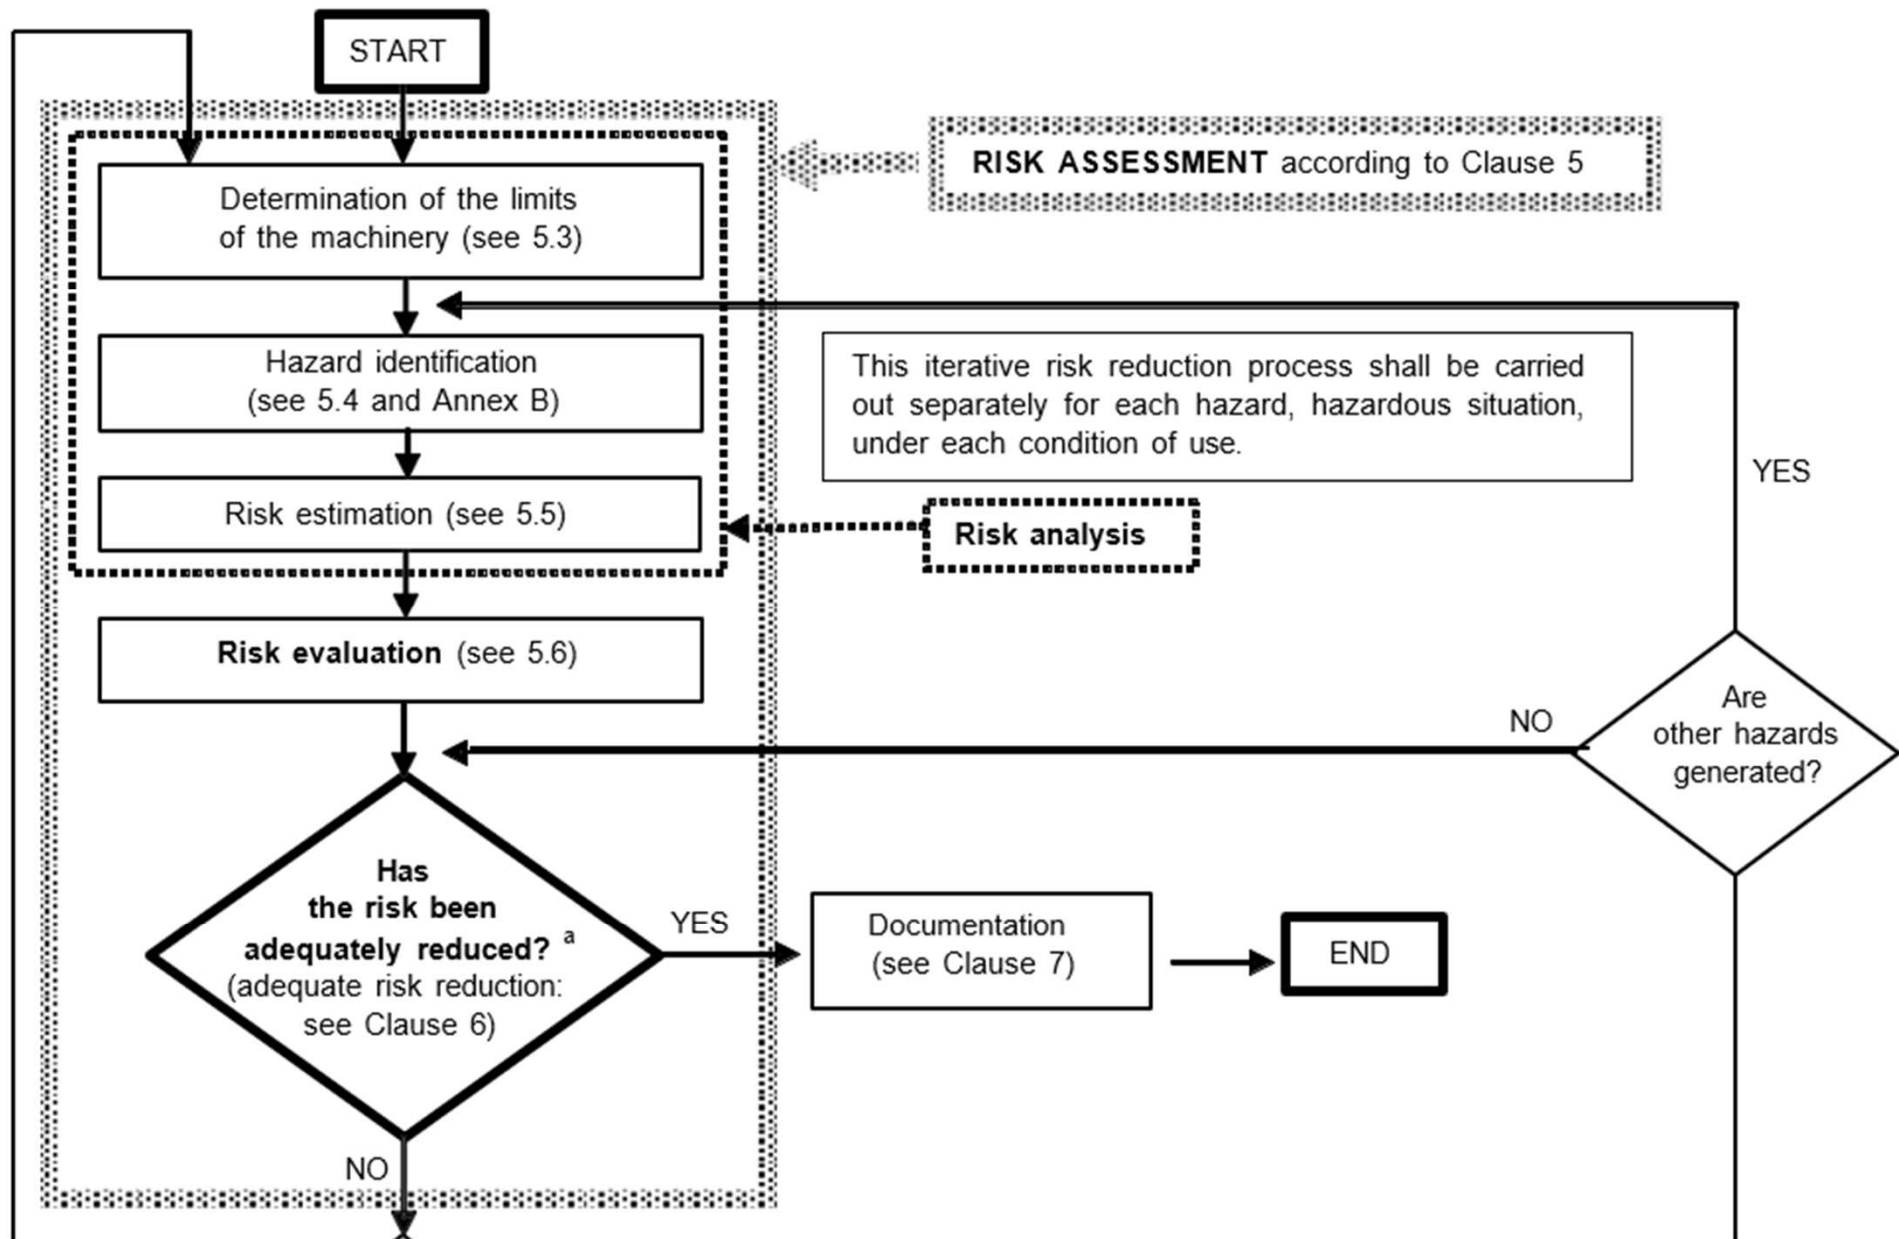 START
RISK ASSESSMENT according to Clause 5
Determination of the limits
of the machinery (see 5.3)
Hazard identification
(see 5.4 and Annex B)
This iterative risk reduction process shall be carried
out separately for each hazard, hazardous situation,
under each condition of use.
YES
Risk estimation (see 5.5)
Risk analysis
Risk evaluation (see 5.6)
Are
other hazards
generated?
NO
Has
the risk been
adequately reduced? a
(adequate risk reduction:
see Clause 6)
YES
Documentation
(see Clause 7)
END
NO